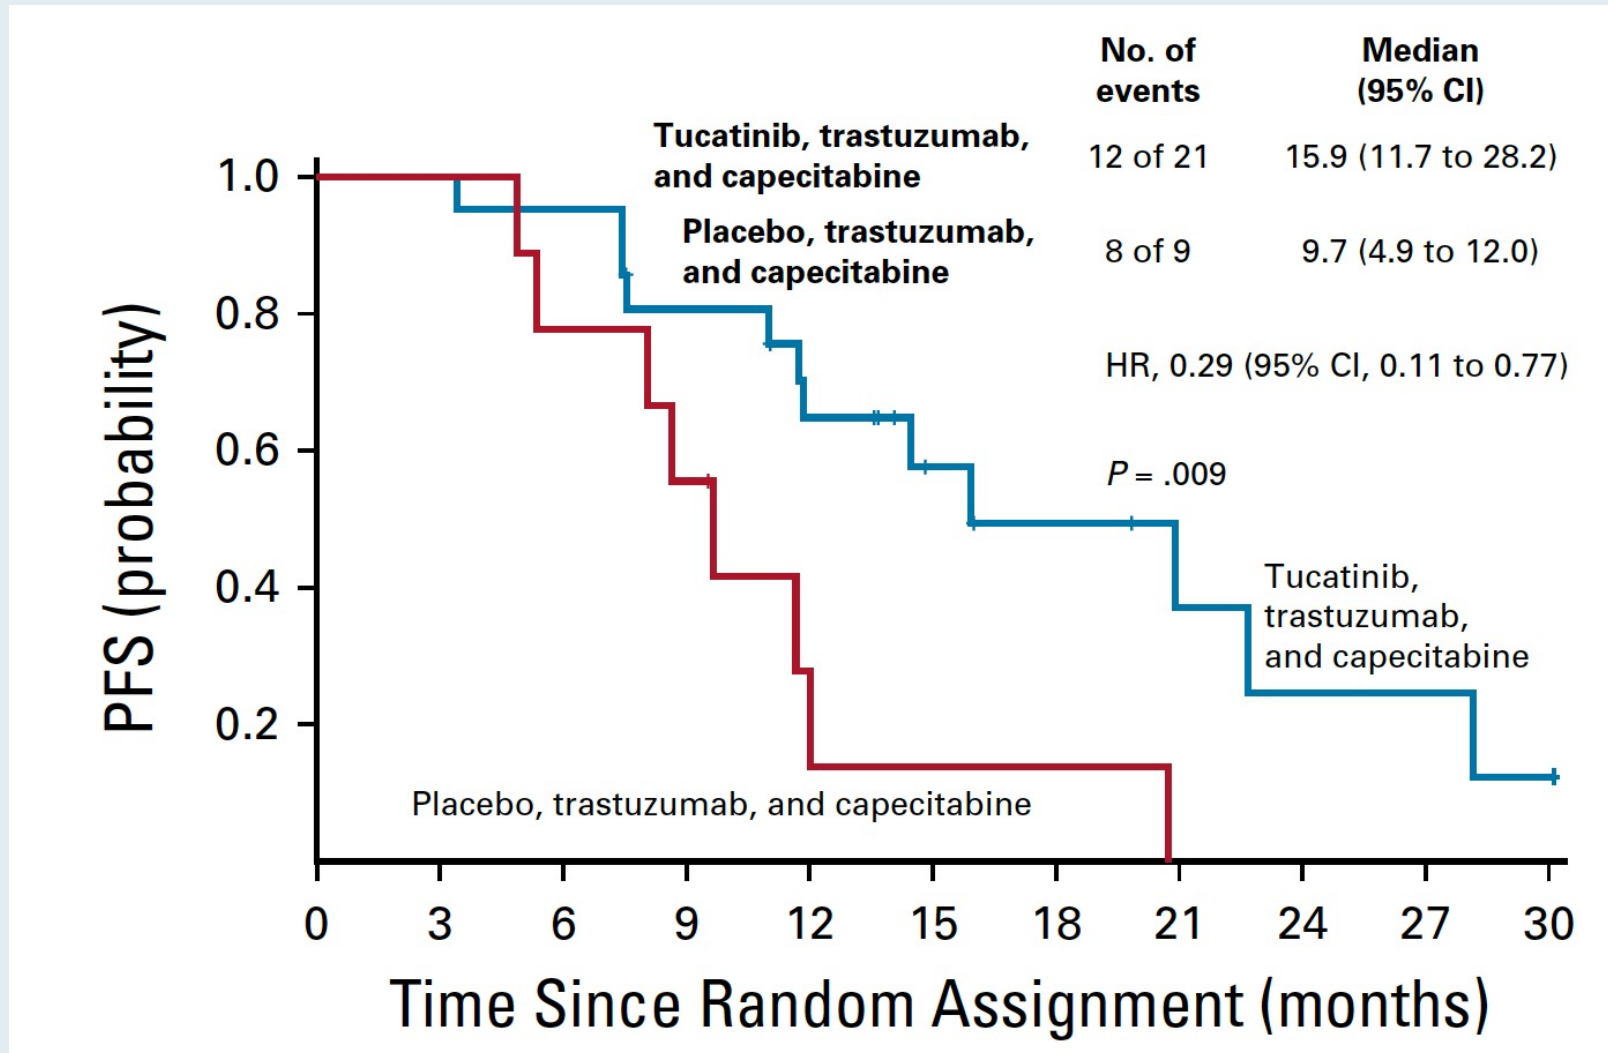 No. of
events
Median
(95% CI)
Tucatinib, trastuzumab,
and capecitabine
12 of 21
15.9 (11.7 to 28.2)
Placebo, trastuzumab,
and capecitabine
8 of 9
9.7 (4.9 to 12.0)
HR, 0.29 (95% CI, 0.11 to 0.77)
P = .009
Tucatinib,
trastuzumab,
and capecitabine
Placebo, trastuzumab, and capecitabine
PFS (probability)
1.0
0.8
0.6
0.4
0.2
0 3 6 9 12 15 18 21 24 27 30
Time Since Random Assignment (months)